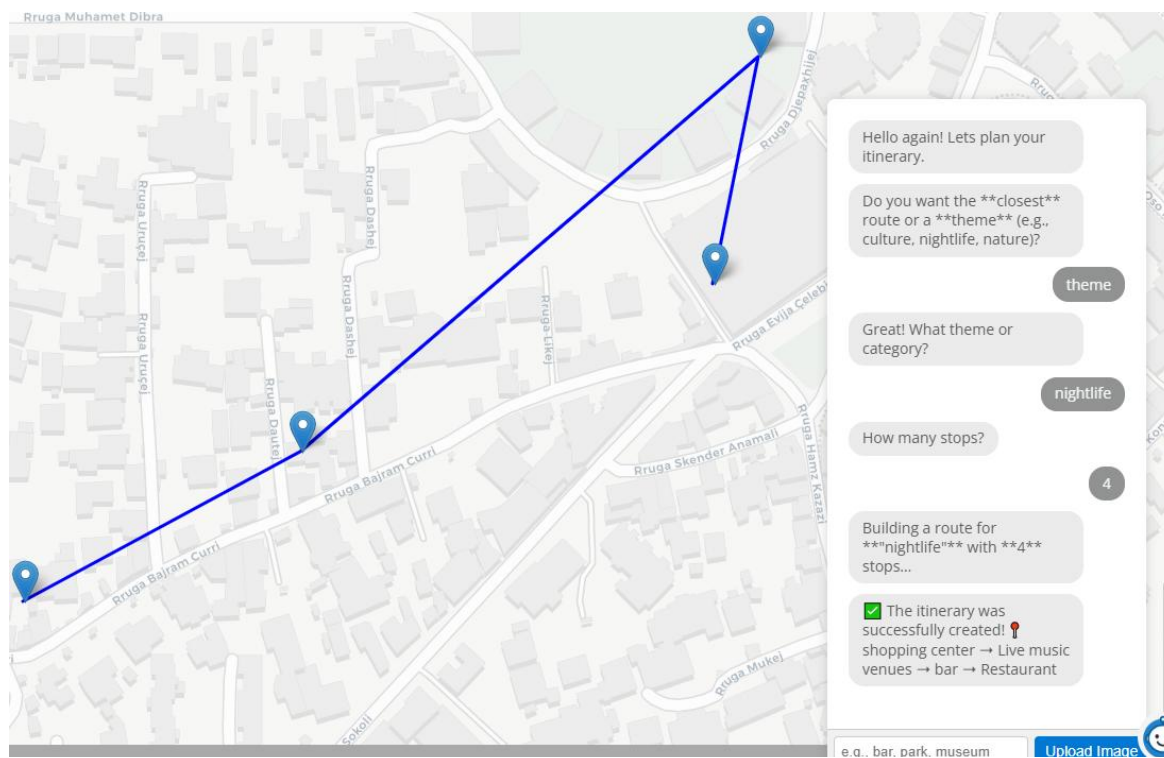 Rruga Muhamet Dibra
Rruga Djepaxhijej
Rruga Dashej
Rruga Uruçej
Rruga Dashej
Rruga Uruçej
Rruga Likej
Rruga Evija Çelebi
Rruga Dautej
Rruga Bajram Curri
Rruga Skender Anamali
Rruga Hamz Kazazi
Rruga Bajram Curri
Rruga Mukej
Sokoli
Hello again! Lets plan your
itinerary.
Do you want the **closest**
route or a **theme** (e.g.,
culture, nightlife, nature)?
theme
Great! What theme or
category?
nightlife
How many stops?
4
Building a route for
**"nightlife"** with **4**
stops...
✅ The itinerary was
successfully created! 📍
shopping center → Live music
venues → bar → Restaurant
e.g., bar, park, museum
Upload Image